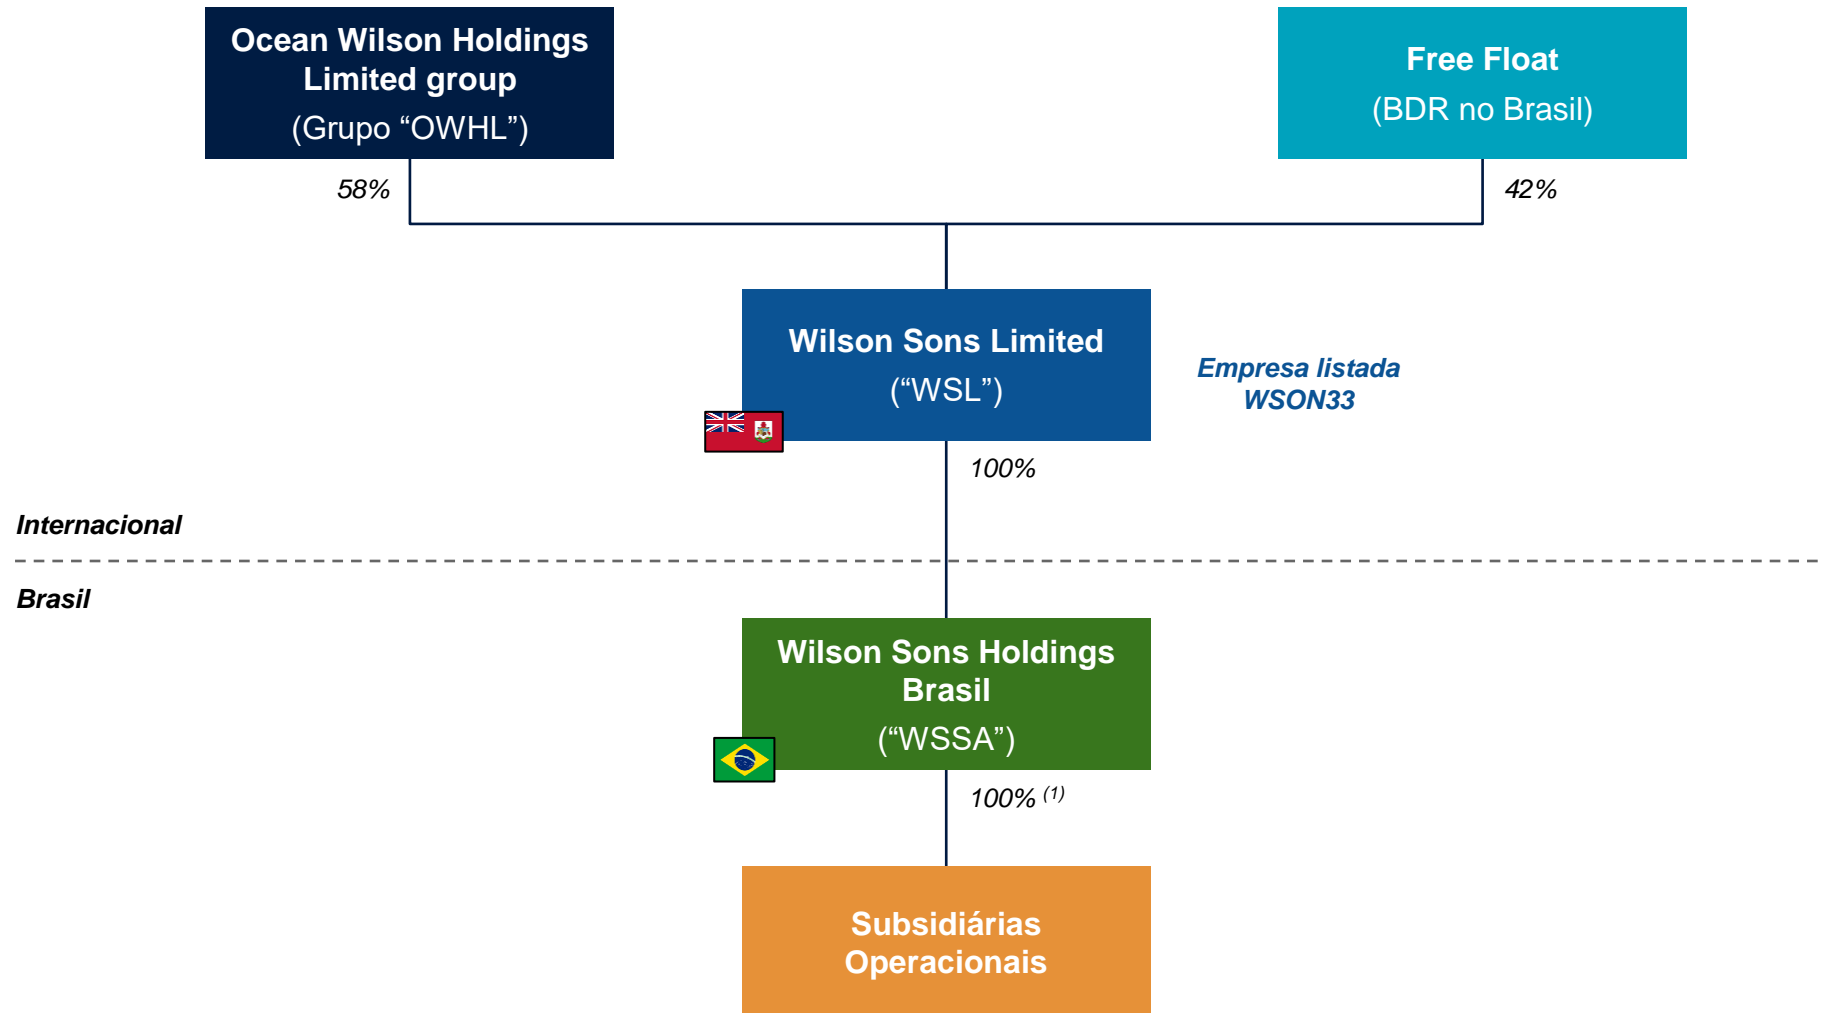 Ocean Wilson Holdings
Limited group
(Grupo “OWHL”)
Free Float
(BDR no Brasil)
58%
42%
Wilson Sons Limited
(“WSL”)
Empresa listada
WSON33
100%
Internacional
Brasil
Wilson Sons Holdings
Brasil
(“WSSA”)
100% (1)
Subsidiárias
Operacionais